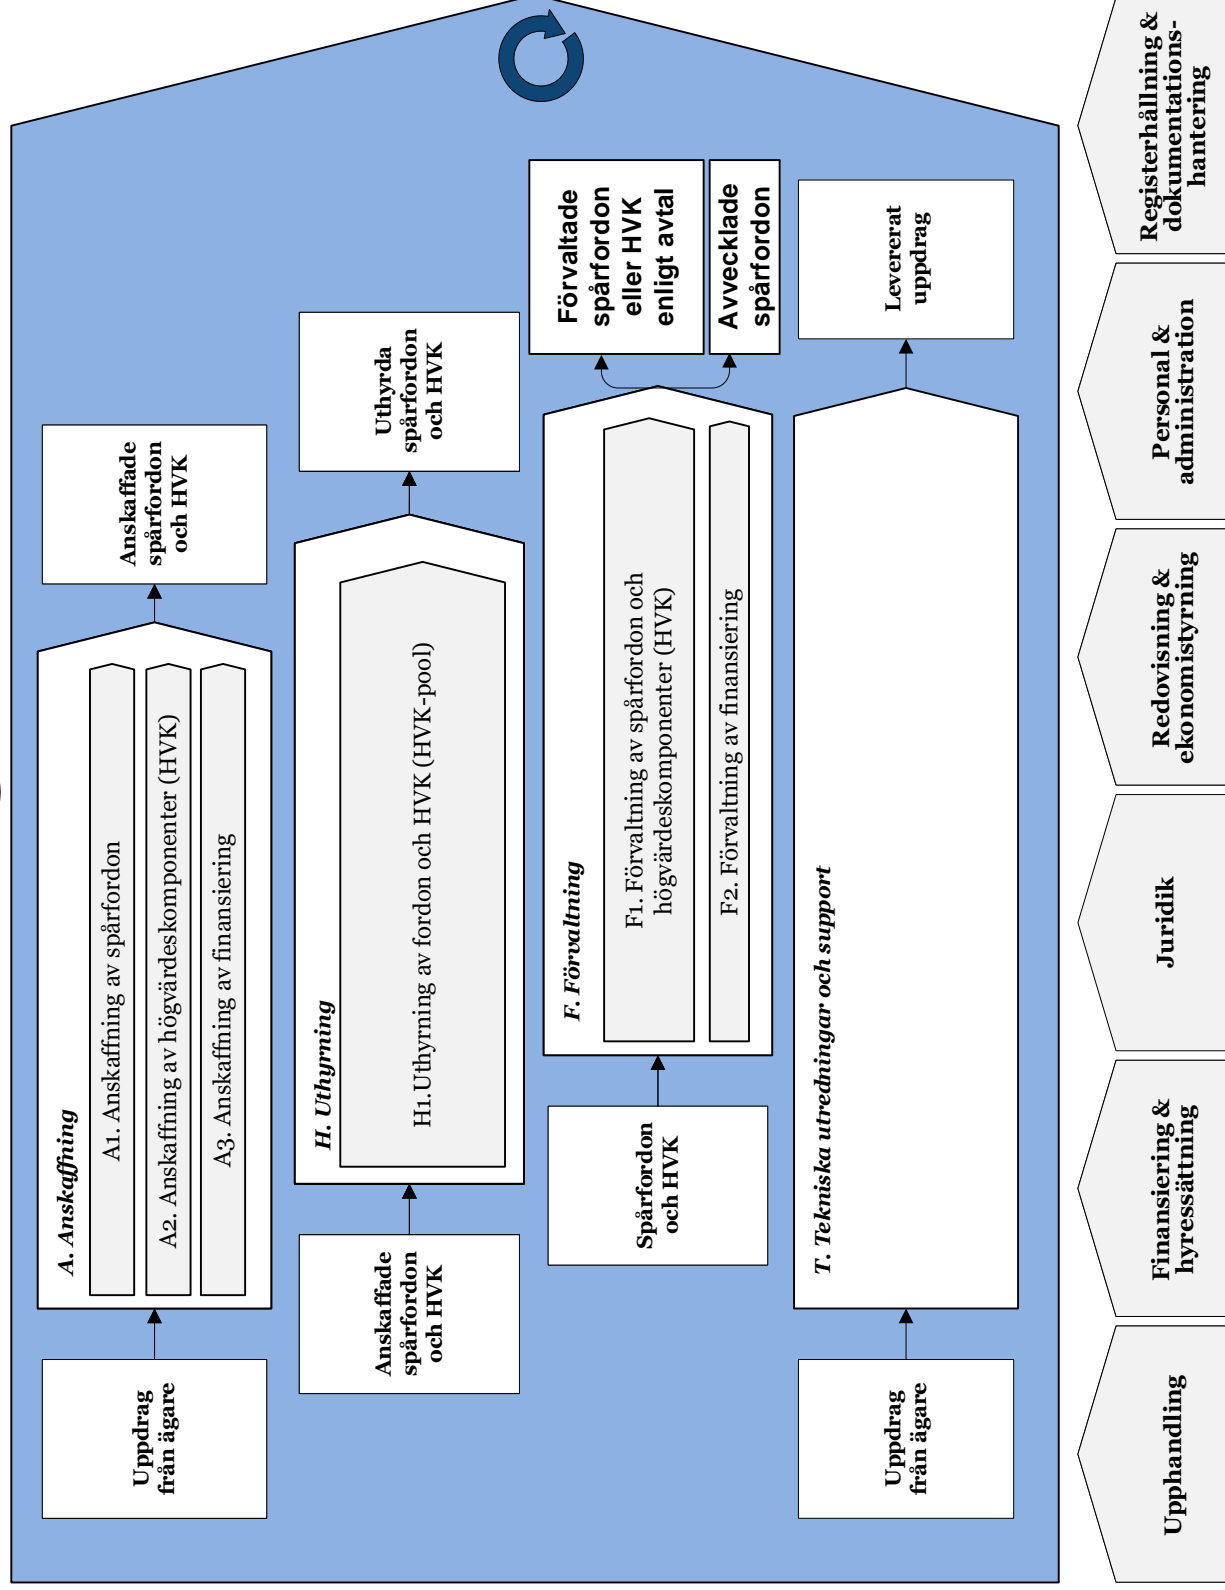 A. Anskaffning
Uppdrag
från ägare
A1. Anskaffning av spårfordon
A2. Anskaffning av högvärdeskomponenter (HVK)
A3. Anskaffning av finansiering
Anskaffade
spårfordon
och HVK
H. Uthyrning
Anskaffade
spårfordon
och HVK
H1.Uthyrning av fordon och HVK (HVK-pool)
Uthyrda
spårfordon
och HVK
F. Förvaltning
Spårfordon
och HVK
F1. Förvaltning av spårfordon och
högvärdeskomponenter (HVK)
F2. Förvaltning av finansiering
Förvaltade
spårfordon
eller HVK
enligt avtal
Avvecklade
spårfordon
T. Tekniska utredningar och support
Uppdrag
från ägare
Levererat
uppdrag
Upphandling
Finansiering &
hyressättning
Juridik
Redovisning &
ekonomistyrning
Personal &
administration
Registerhållning &
dokumentations-
hantering